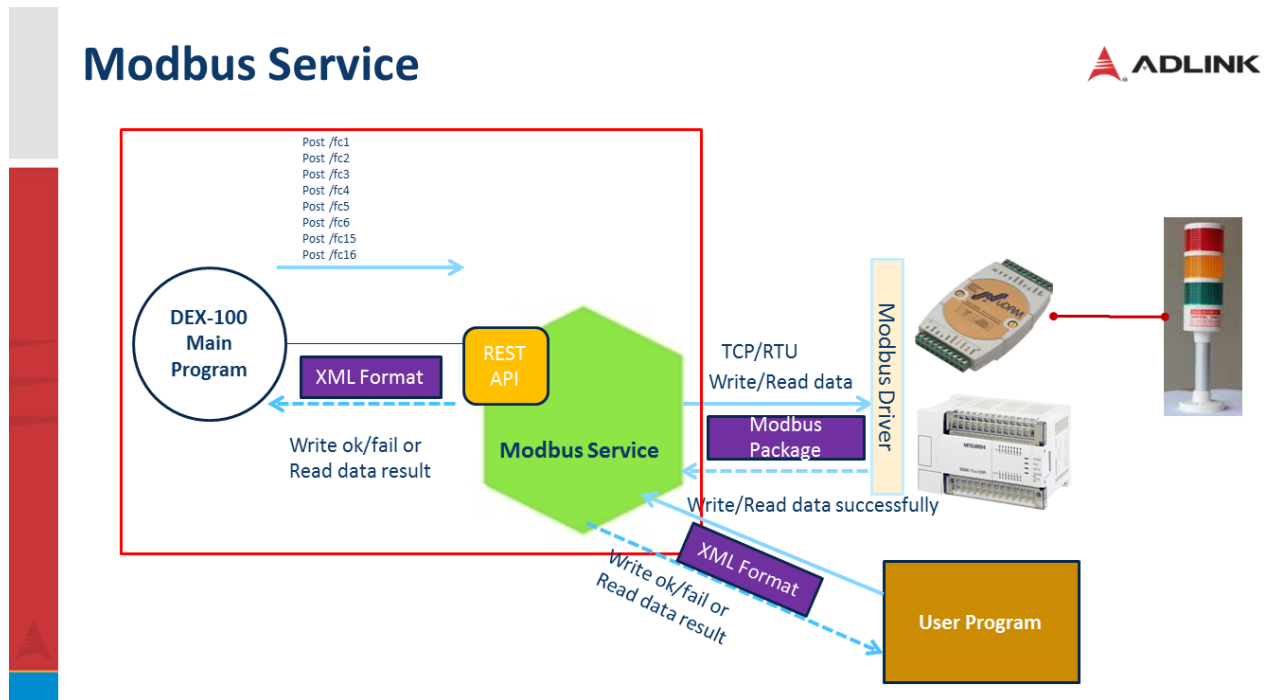 Modbus Service
ADLINK
Post /fc1
Post /fc2
Post /fc3
Post /fc4
Post /fc5
Post /fc6
Post /fc15
Post /fc16
DEX-100
Main
Program
XML Format
REST
API
Write ok/fail or
Read data result
Modbus Service
TCP/RTU
Write/Read data
Modbus
Package
Modbus Driver
Write/Read data successfully
XML Format
Write ok/fail or
Read data result
User Program
MITSUBISHI